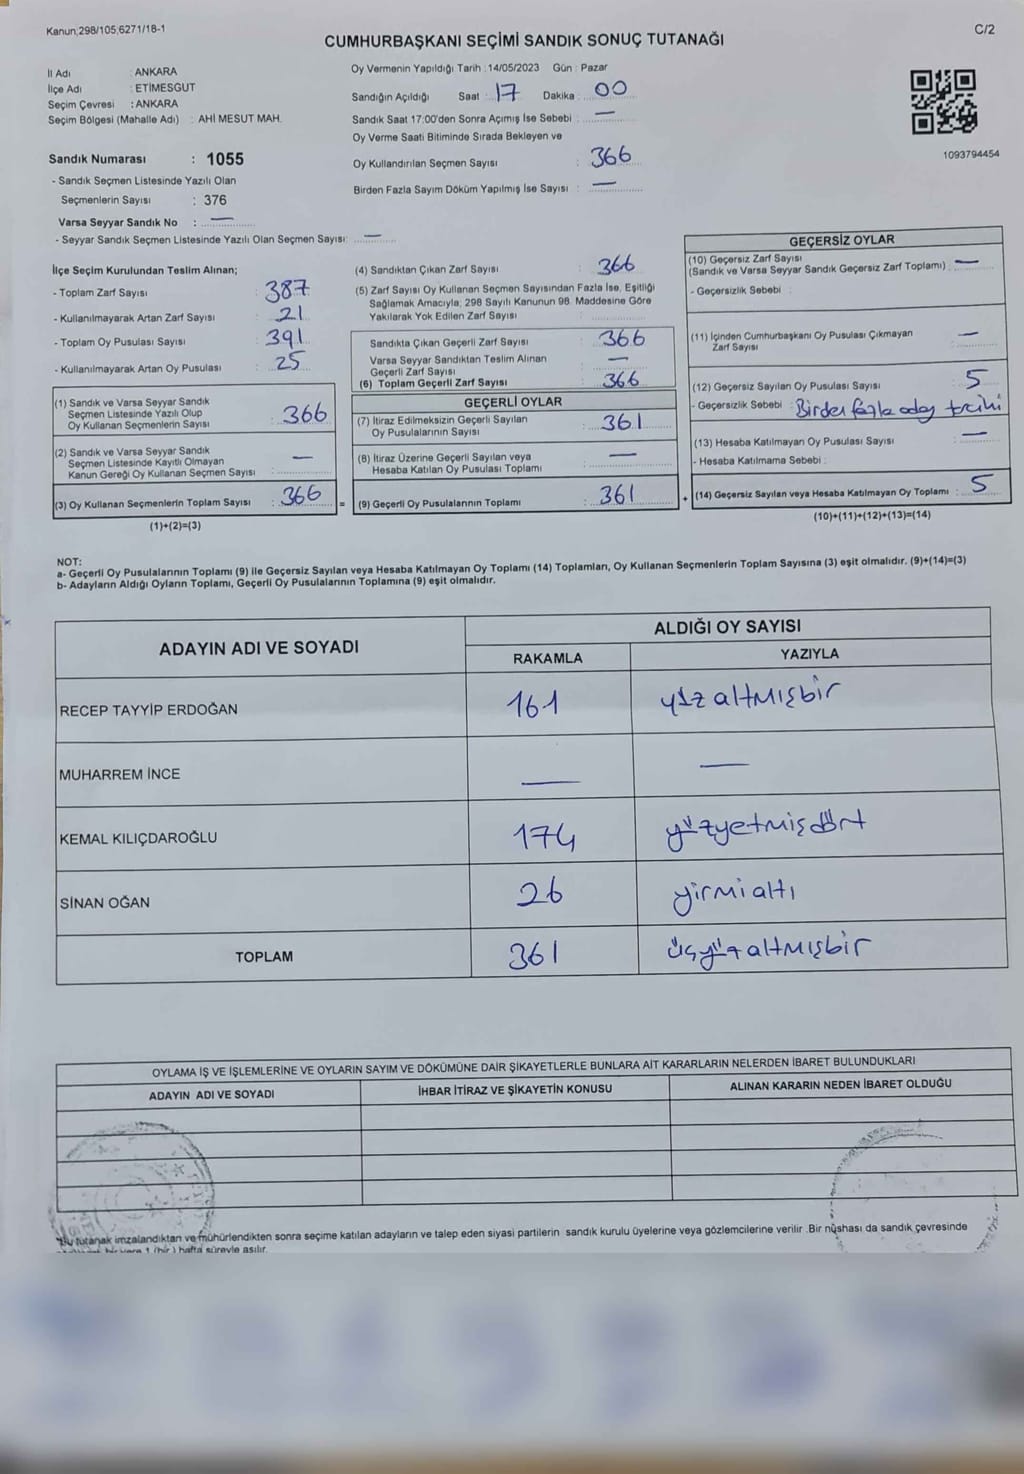 Kanun;298/105;6271/18-1
C/2
CUMHURBAŞKANI SEÇİMİ SANDIK SONUÇ TUTANAĞI
İl Adı : ANKARA
İlçe Adı : ETİMESGUT
Seçim Çevresi : ANKARA
Seçim Bölgesi (Mahalle Adı) : AHİ MESUT MAH.
Sandık Numarası : 1055
- Sandık Seçmen Listesinde Yazılı Olan
Seçmenlerin Sayısı : 376
Varsa Seyyar Sandık No : —
- Seyyar Sandık Seçmen Listesinde Yazılı Olan Seçmen Sayısı: —
Oy Vermenin Yapıldığı Tarih : 14/05/2023 Gün : Pazar
Sandığın Açıldığı Saat : 17 Dakika : 00
Sandık Saat 17:00'den Sonra Açımış İse Sebebi : —
Oy Verme Saati Bitiminde Sırada Bekleyen ve
Oy Kullandırılan Seçmen Sayısı : 366
Birden Fazla Sayım Döküm Yapılmış İse Sayısı : —
1093794454
İlçe Seçim Kurulundan Teslim Alınan;
- Toplam Zarf Sayısı : 387
- Kullanılmayarak Artan Zarf Sayısı : 21
- Toplam Oy Pusulası Sayısı : 391
- Kullanılmayarak Artan Oy Pusulası : 25
(1) Sandık ve Varsa Seyyar Sandık
Seçmen Listesinde Yazılı Olup
Oy Kullanan Seçmenlerin Sayısı : 366
(2) Sandık ve Varsa Seyyar Sandık
Seçmen Listesinde Kayıtlı Olmayan
Kanun Gereği Oy Kullanan Seçmen Sayısı : —
(3) Oy Kullanan Seçmenlerin Toplam Sayısı : 366 =
(1)+(2)=(3)
(4) Sandıktan Çıkan Zarf Sayısı : 366
(5) Zarf Sayısı Oy Kullanan Seçmen Sayısından Fazla İse, Eşitliği
Sağlamak Amacıyla; 298 Sayılı Kanunun 98. Maddesine Göre
Yakılarak Yok Edilen Zarf Sayısı :
Sandıkta Çıkan Geçerli Zarf Sayısı : 366
Varsa Seyyar Sandıktan Teslim Alınan
Geçerli Zarf Sayısı : —
(6) Toplam Geçerli Zarf Sayısı : 366
GEÇERLİ OYLAR
(7) İtiraz Edilmeksizin Geçerli Sayılan
Oy Pusulalarının Sayısı : 361
(8) İtiraz Üzerine Geçerli Sayılan veya
Hesaba Katılan Oy Pusulası Toplamı : —
(9) Geçerli Oy Pusulalarının Toplamı : 361 +
GEÇERSİZ OYLAR
(10) Geçersiz Zarf Sayısı
(Sandık ve Varsa Seyyar Sandık Geçersiz Zarf Toplamı) : —
- Geçersizlik Sebebi :
(11) İçinden Cumhurbaşkanı Oy Pusulası Çıkmayan
Zarf Sayısı : —
(12) Geçersiz Sayılan Oy Pusulası Sayısı : 5
- Geçersizlik Sebebi : Birden fazla aday tercihi
(13) Hesaba Katılmayan Oy Pusulası Sayısı : —
- Hesaba Katılmama Sebebi :
(14) Geçersiz Sayılan veya Hesaba Katılmayan Oy Toplamı : 5
(10)+(11)+(12)+(13)=(14)
NOT:
a- Geçerli Oy Pusulalarının Toplamı (9) ile Geçersiz Sayılan veya Hesaba Katılmayan Oy Toplamı (14) Toplamları, Oy Kullanan Seçmenlerin Toplam Sayısına (3) eşit olmalıdır. (9)+(14)=(3)
b- Adayların Aldığı Oyların Toplamı, Geçerli Oy Pusulalarının Toplamına (9) eşit olmalıdır.
ADAYIN ADI VE SOYADI
ALDIĞI OY SAYISI
RAKAMLA YAZIYLA
RECEP TAYYİP ERDOĞAN 161 yüz altmışbir
MUHARREM İNCE — —
KEMAL KILIÇDAROĞLU 174 yüzyetmişdört
SİNAN OĞAN 26 yirmialtı
TOPLAM 361 üçyüzaltmışbir
OYLAMA İŞ VE İŞLEMLERİNE VE OYLARIN SAYIM VE DÖKÜMÜNE DAİR ŞİKAYETLERLE BUNLARA AİT KARARLARIN NELERDEN İBARET BULUNDUKLARI
ADAYIN ADI VE SOYADI İHBAR İTİRAZ VE ŞİKAYETİN KONUSU ALINAN KARARIN NEDEN İBARET OLDUĞU
*Bu tutanak imzalandıktan ve mühürlendikten sonra seçime katılan adayların ve talep eden siyasi partilerin sandık kurulu üyelerine veya gözlemcilerine verilir .Bir nüshası da sandık çevresinde
bir yere 1 (bir ) hafta süreyle asılır.